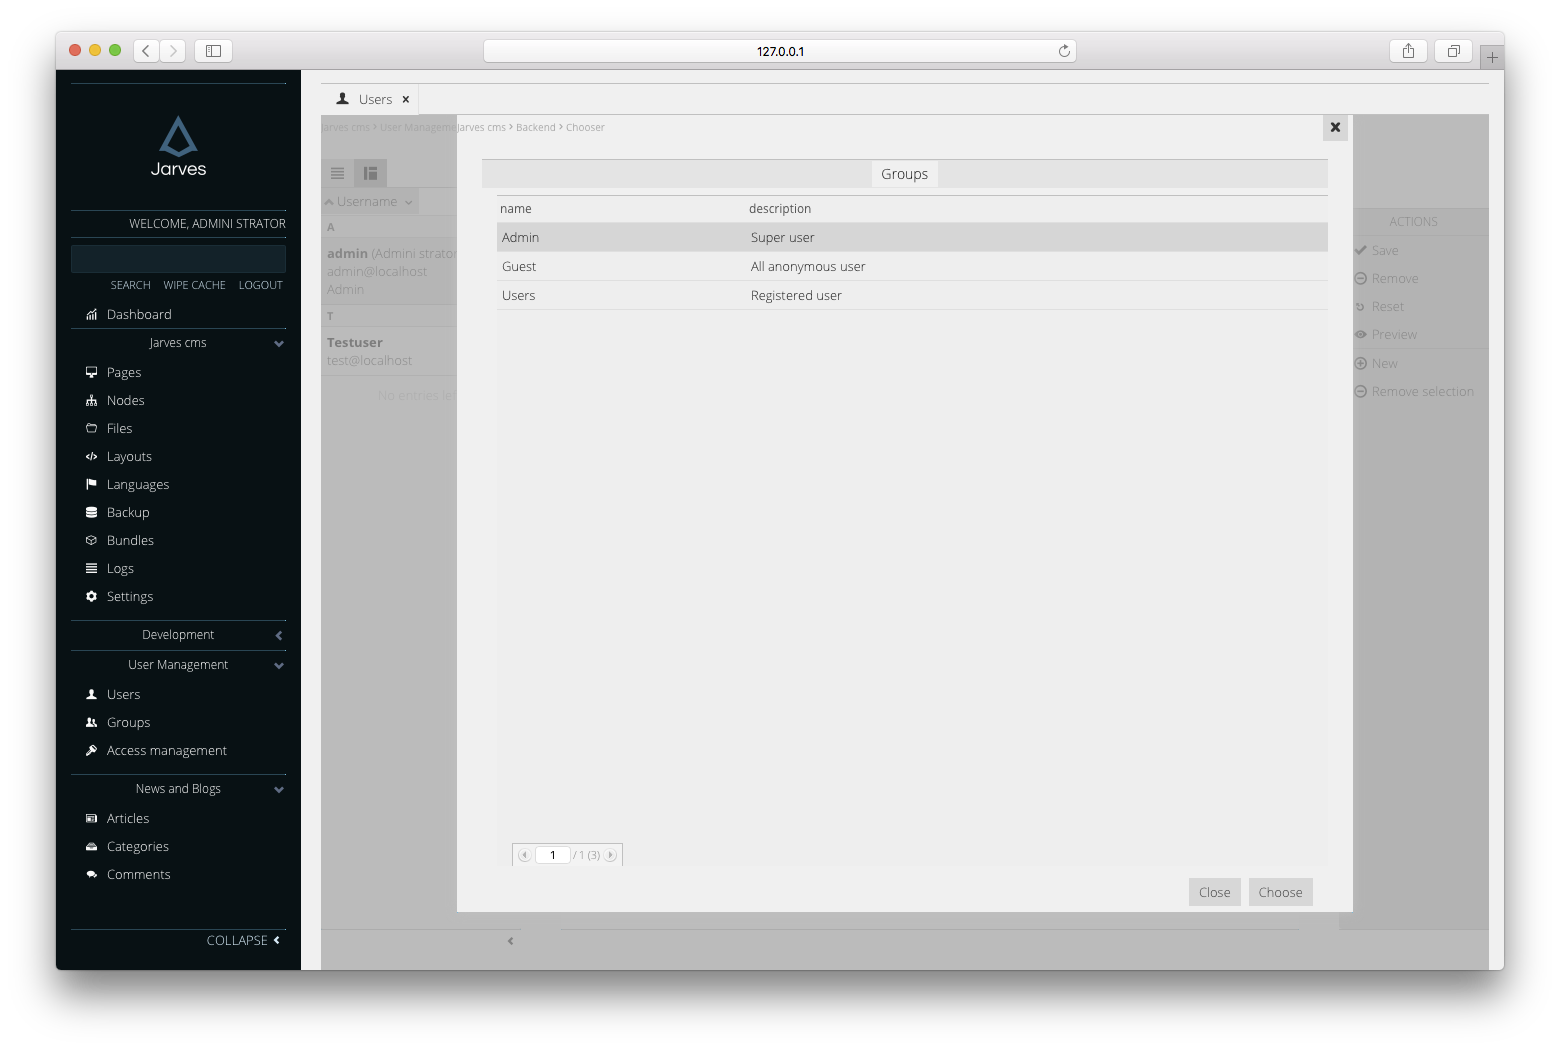 127.0.0.1
Jarves
WELCOME, ADMINI STRATOR
SEARCH WIPE CACHE LOGOUT
Dashboard
Jarves cms
Pages
Nodes
Files
Layouts
Languages
Backup
Bundles
Logs
Settings
Development
User Management
Users
Groups
Access management
News and Blogs
Articles
Categories
Comments
COLLAPSE
Users
Jarves cms › User Manageme
Username
A
admin (Admini strator
admin@localhost
Admin
T
Testuser
test@localhost
No entries lef
Jarves cms › Backend › Chooser
Groups
name description
Admin Super user
Guest All anonymous user
Users Registered user
1 / 1 (3)
Close Choose
ACTIONS
Save
Remove
Reset
Preview
New
Remove selection